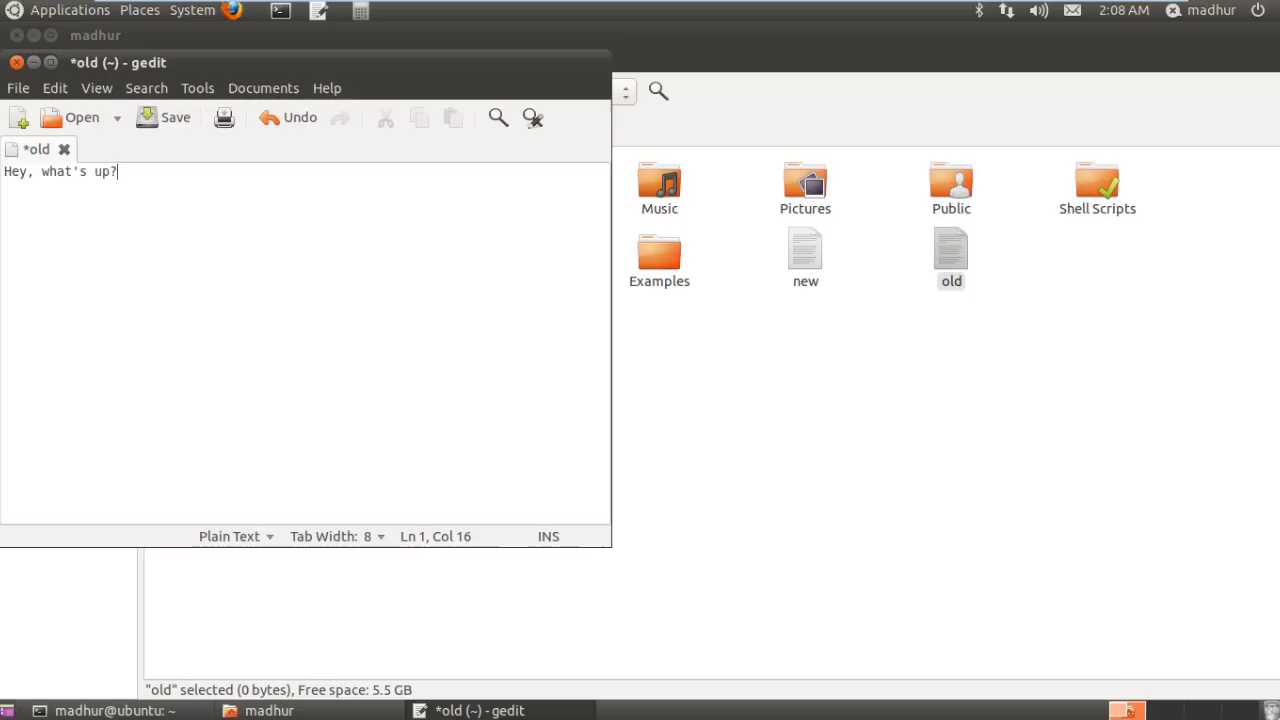 Applications Places System 2:08 AM madhur
madhur
*old (~) - gedit
File Edit View Search Tools Documents Help
Open Save Undo
*old
Hey, what's up?
Music Pictures Public Shell Scripts
Examples new old
Plain Text Tab Width: 8 Ln 1, Col 16 INS
"old" selected (0 bytes), Free space: 5.5 GB
madhur@ubuntu: ~ madhur *old (~) - gedit